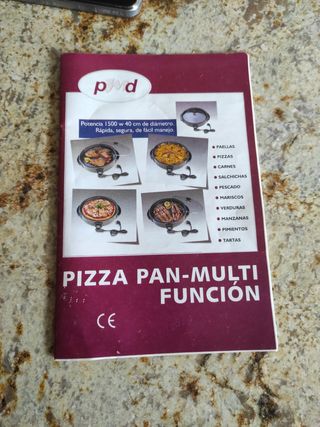 pwd
Potencia 1500 w 40 cm de diámetro.
Rápida, segura, de fácil manejo.
• PAELLAS
• PIZZAS
• CARNES
• SALCHICHAS
• PESCADO
• MARISCOS
• VERDURAS
• MANZANAS
• PIMIENTOS
• TARTAS
PIZZA PAN-MULTI
FUNCIÓN
CE